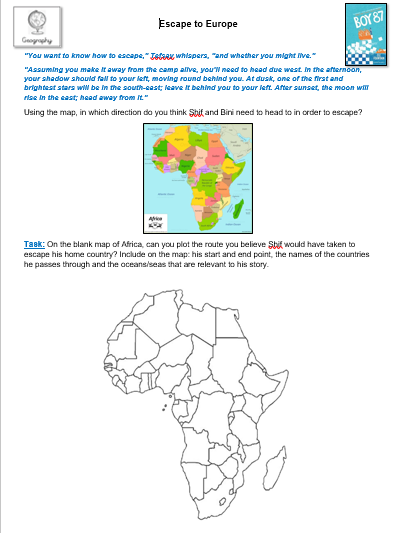 Escape to Europe
Geography
BOY 87
"You want to know how to escape," Tefsay whispers, "and whether you might live."
"Assuming you make it away from the camp alive, you'll need to head due west. In the afternoon,
your shadow should fall to your left, moving round behind you. At dusk, one of the first and
brightest stars will be in the south-east; leave it behind you to your left. After sunset, the moon will
rise in the east; head away from it."
Using the map, in which direction do you think Shif and Bini need to head to in order to escape?
Africa
Task: On the blank map of Africa, can you plot the route you believe Shif would have taken to
escape his home country? Include on the map: his start and end point, the names of the countries
he passes through and the oceans/seas that are relevant to his story.